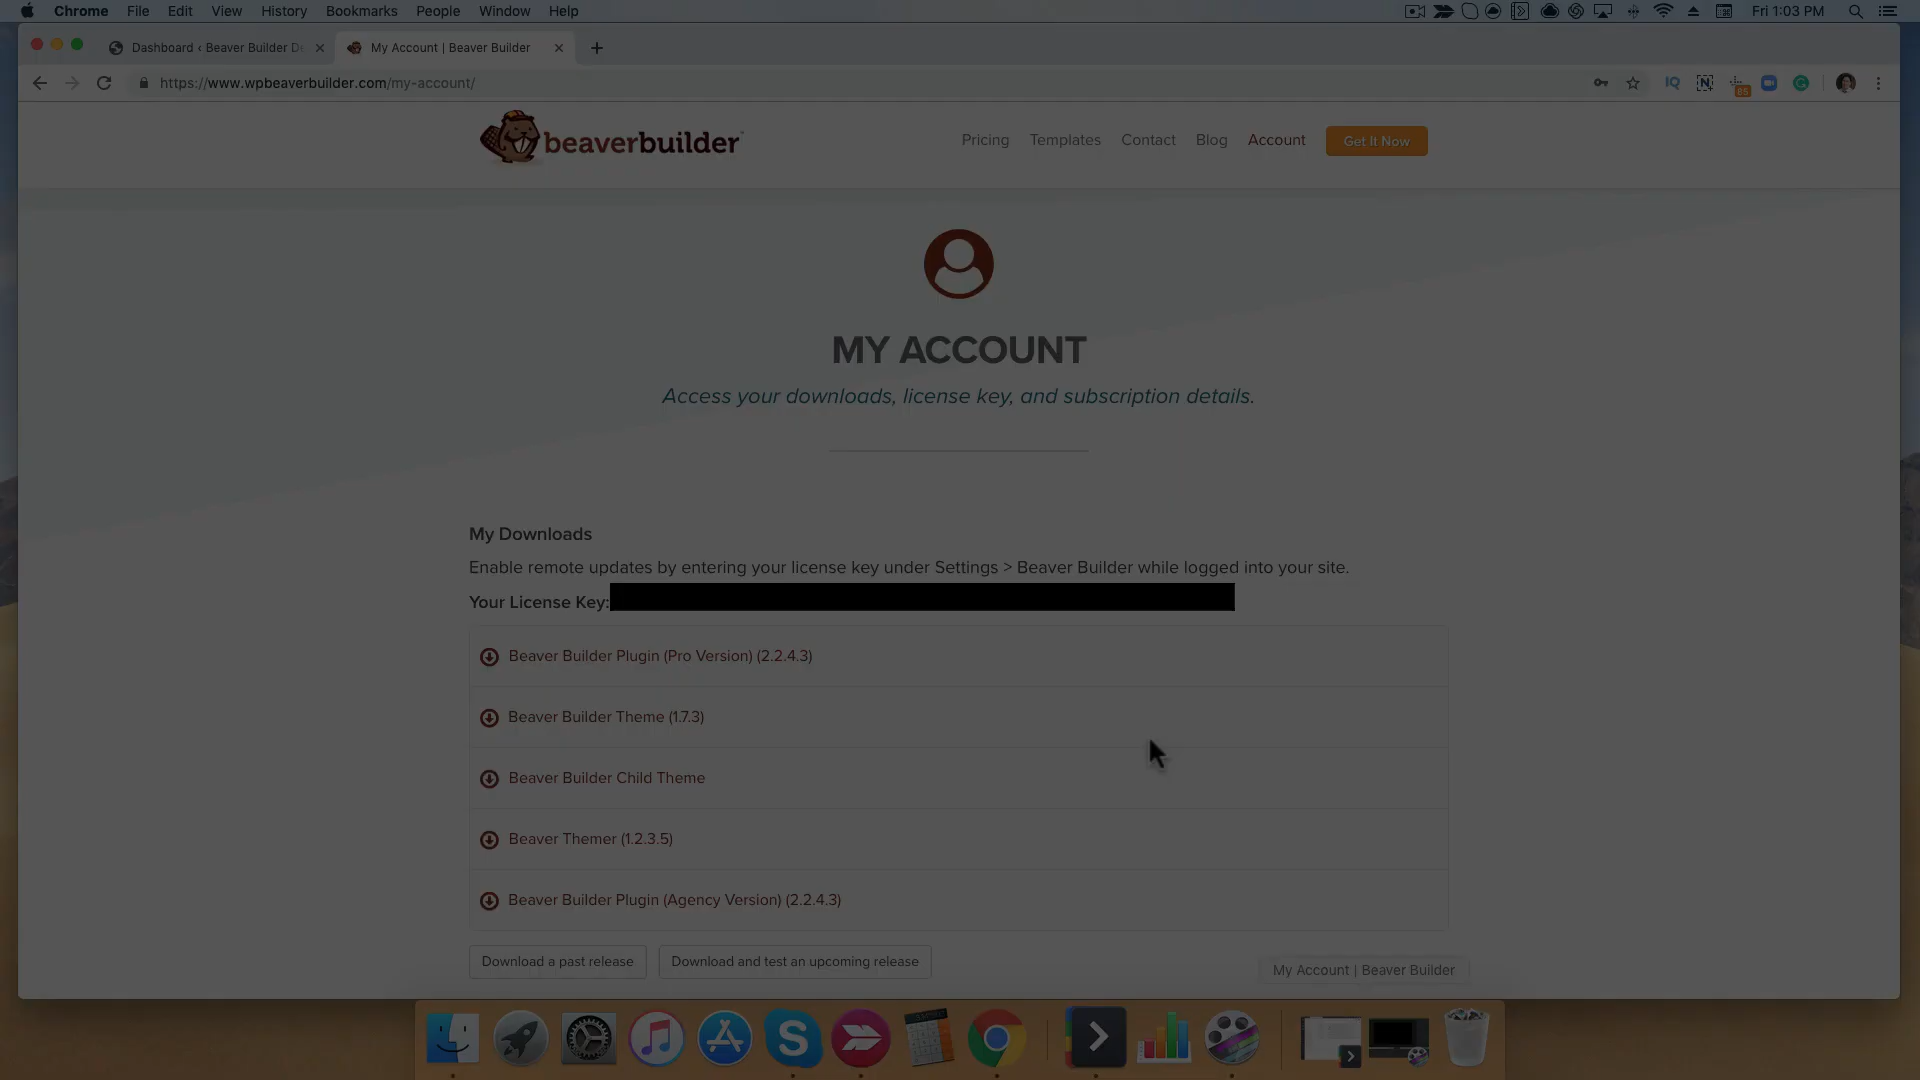 Chrome File Edit View History Bookmarks People Window Help Fri 1:03 PM
Dashboard ‹ Beaver Builder De
My Account | Beaver Builder
https://www.wpbeaverbuilder.com/my-account/
IQ
N
85
beaverbuilder
Pricing Templates Contact Blog Account Get It Now
MY ACCOUNT
Access your downloads, license key, and subscription details.
My Downloads
Enable remote updates by entering your license key under Settings > Beaver Builder while logged into your site.
Your License Key:
Beaver Builder Plugin (Pro Version) (2.2.4.3)
Beaver Builder Theme (1.7.3)
Beaver Builder Child Theme
Beaver Themer (1.2.3.5)
Beaver Builder Plugin (Agency Version) (2.2.4.3)
Download a past release Download and test an upcoming release
My Account | Beaver Builder